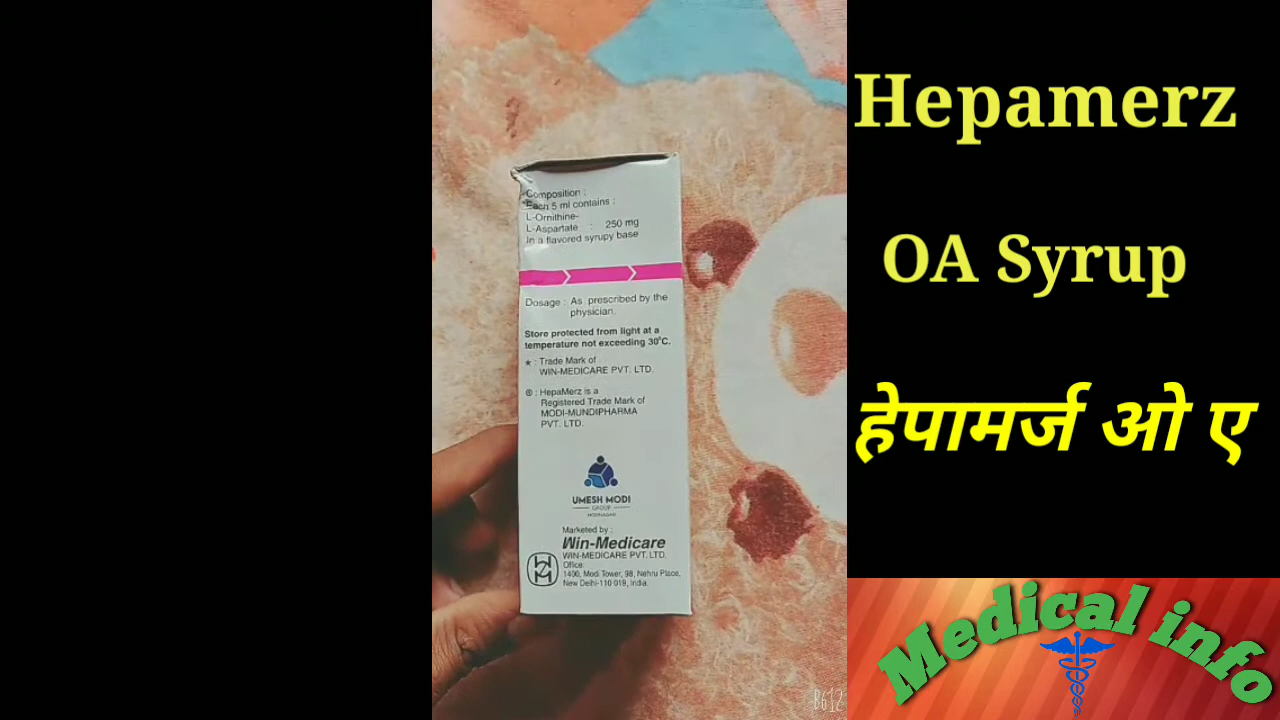 Composition :
Each 5 ml contains :
L-Ornithine-
L-Aspartate : 250 mg
In a flavored syrupy base
Dosage : As prescribed by the
physician.
Store protected from light at a
temperature not exceeding 30°C.
★ : Trade Mark of
WIN-MEDICARE PVT. LTD.
® : HepaMerz is a
Registered Trade Mark of
MODI-MUNDIPHARMA
PVT. LTD.
UMESH MODI
GROUP
MODINAGAR
Marketed by :
Win-Medicare
WIN-MEDICARE PVT. LTD.
Office:
1400, Modi Tower, 98, Nehru Place,
New Delhi-110 019, India.
B612
Hepamerz
OA Syrup
हेपामर्ज ओ ए
Medical info